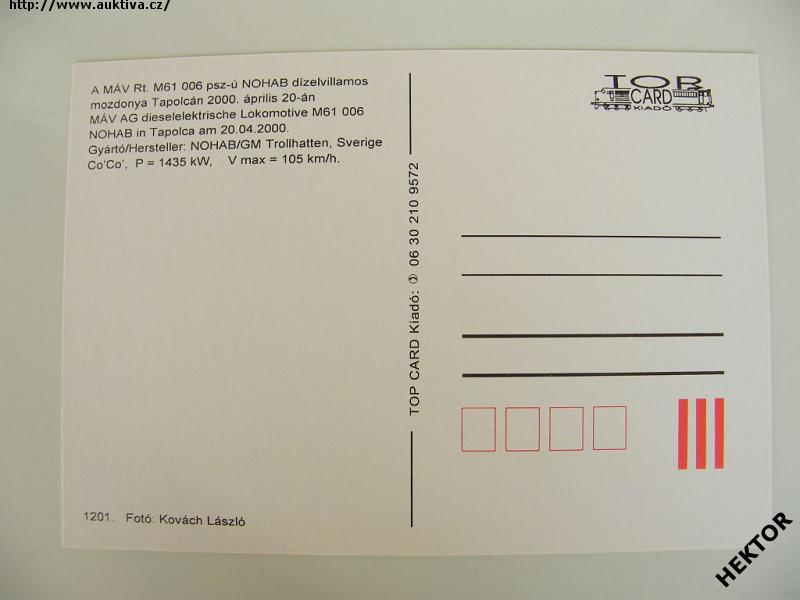 http://www.auktiva.cz/
A MÁV Rt. M61 006 psz-ú NOHAB dízelvillamos
mozdonya Tapolcán 2000. április 20-án
MÁV AG dieselelektrische Lokomotive M61 006
NOHAB in Tapolca am 20.04.2000.
Gyártó/Hersteller: NOHAB/GM Trollhatten, Sverige
Co'Co', P = 1435 kW, V max = 105 km/h.
1201. Fotó: Kovách László
TOP CARD Kiadó: ✆ 06 30 210 9572
TOP
CARD
KIADÓ
HEKTOR